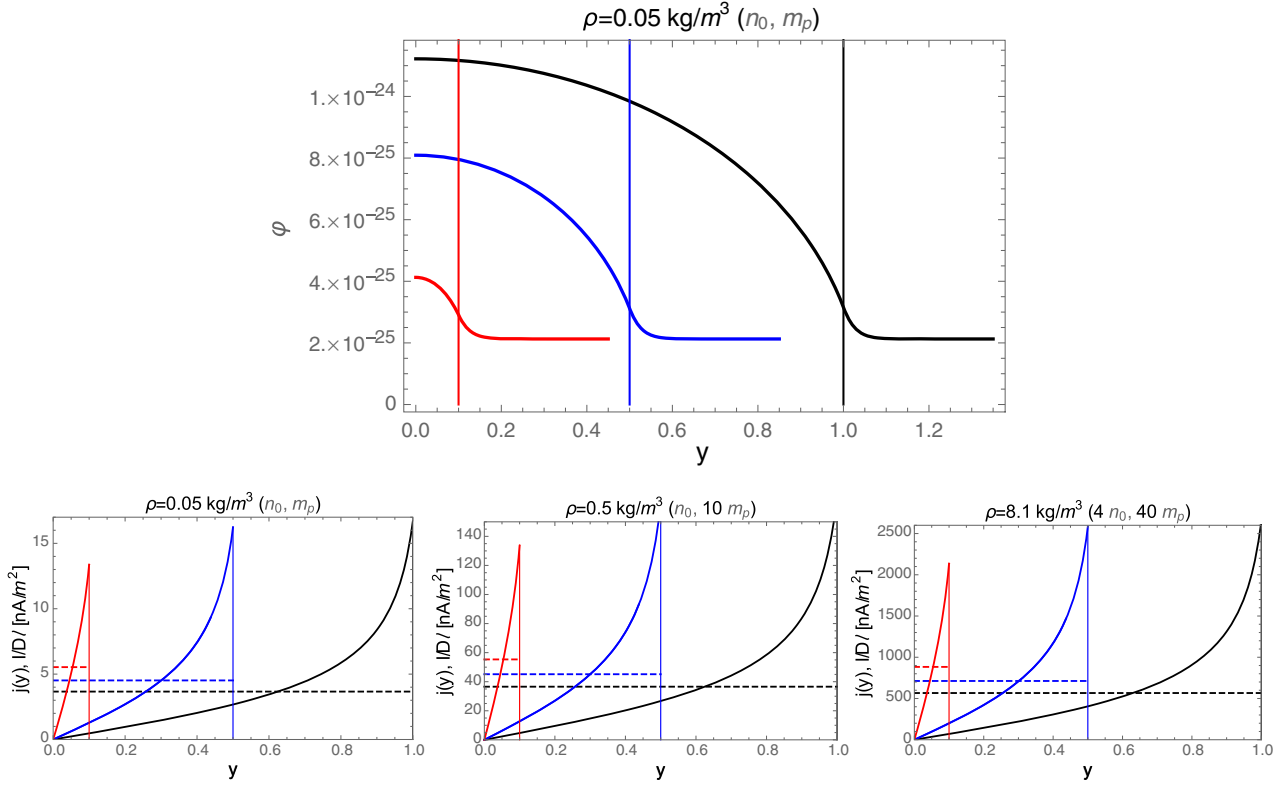 ρ=0.05 kg/m³ (n₀, mₚ)
φ
1.×10⁻²⁴
8.×10⁻²⁵
6.×10⁻²⁵
4.×10⁻²⁵
2.×10⁻²⁵
0
0.0 0.2 0.4 0.6 0.8 1.0 1.2
y
ρ=0.05 kg/m³ (n₀, mₚ)
j(y), I/D/ [nA/m²]
15
10
5
0
0.0 0.2 0.4 0.6 0.8 1.0
y
ρ=0.5 kg/m³ (n₀, 10 mₚ)
j(y), I/D/ [nA/m²]
140
120
100
80
60
40
20
0
0.0 0.2 0.4 0.6 0.8 1.0
y
ρ=8.1 kg/m³ (4 n₀, 40 mₚ)
j(y), I/D/ [nA/m²]
2500
2000
1500
1000
500
0
0.0 0.2 0.4 0.6 0.8 1.0
y